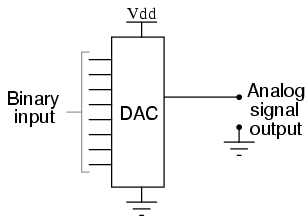 Vdd
Binary
input
DAC
Analog
signal
output